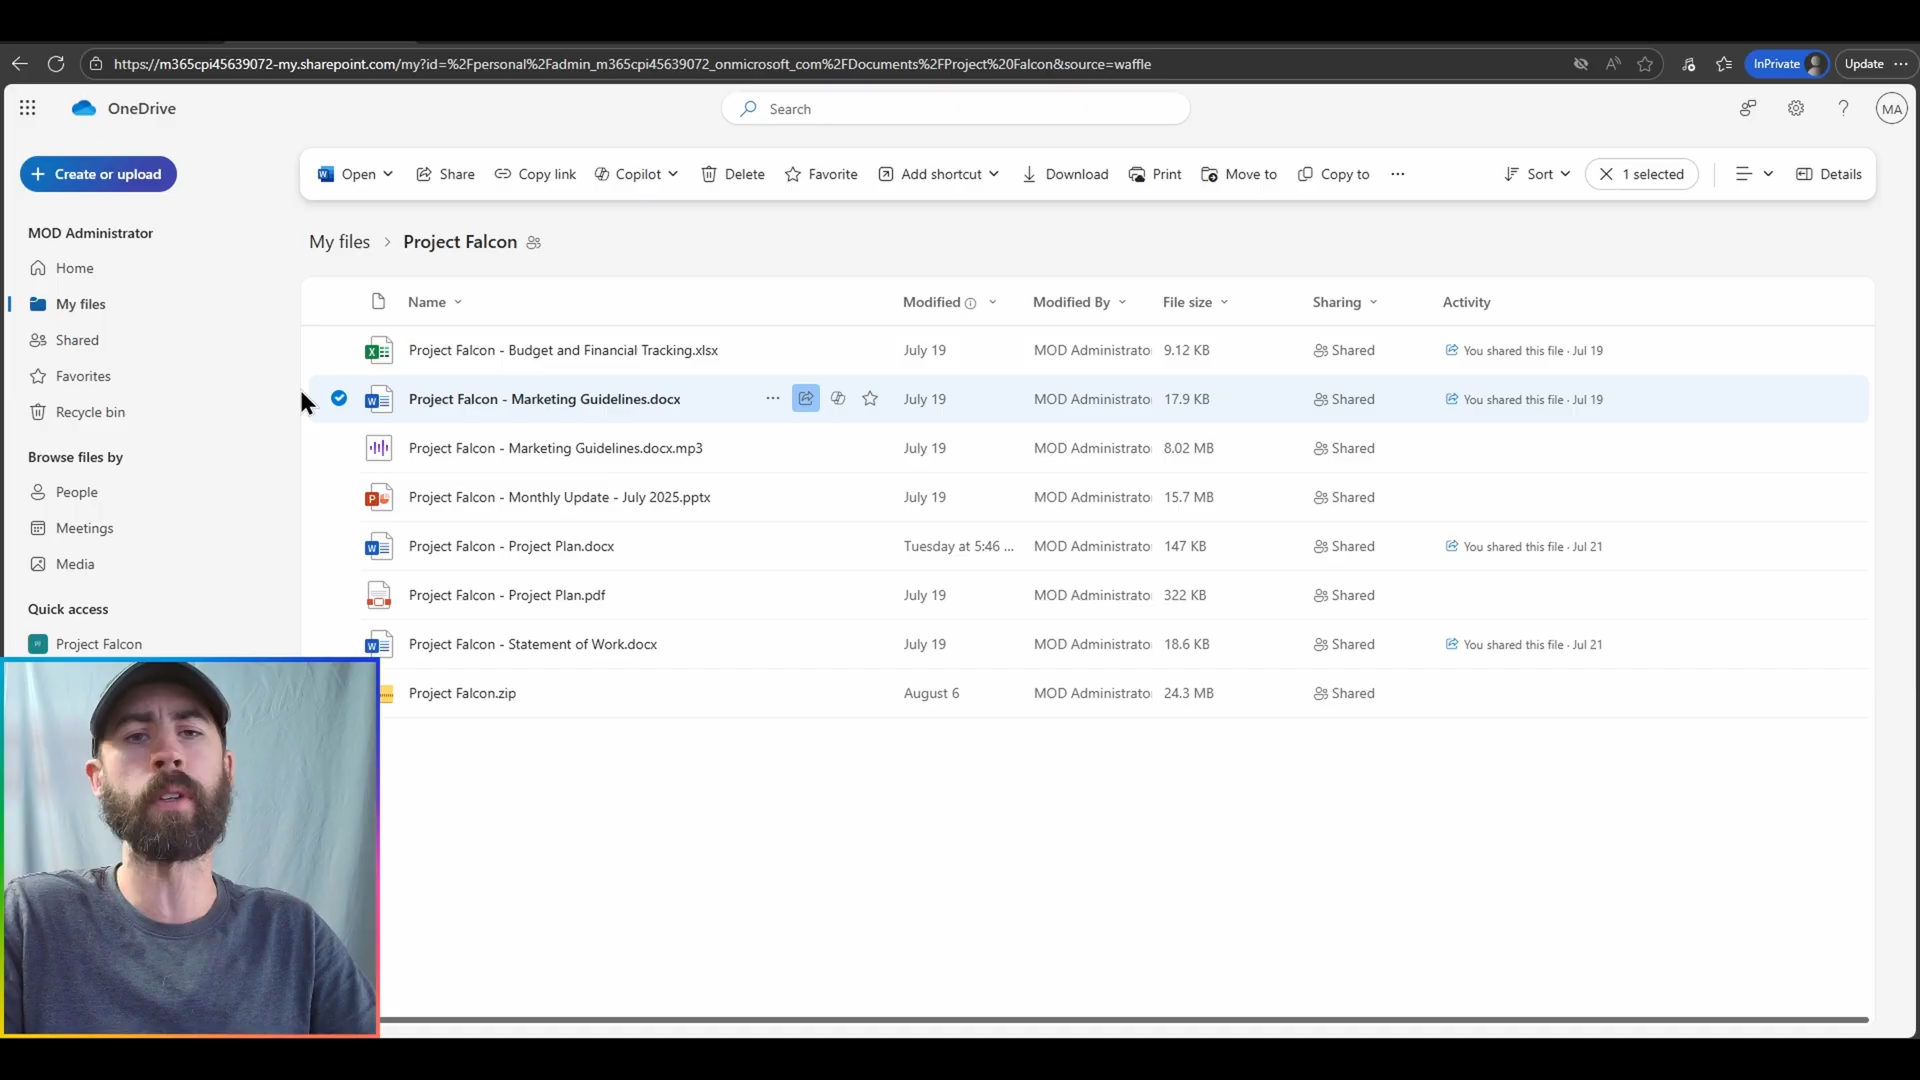 https://m365cpi45639072-my.sharepoint.com/my?id=%2Fpersonal%2Fadmin_m365cpi45639072_onmicrosoft_com%2FDocuments%2FProject%20Falcon&source=waffle
InPrivate
Update
OneDrive
Search
MA
Create or upload
Open
Share
Copy link
Copilot
Delete
Favorite
Add shortcut
Download
Print
Move to
Copy to
Sort
1 selected
Details
MOD Administrator
Home
My files
Shared
Favorites
Recycle bin
Browse files by
People
Meetings
Media
Quick access
Project Falcon
My files > Project Falcon
Name Modified Modified By File size Sharing Activity
Project Falcon - Budget and Financial Tracking.xlsx July 19 MOD Administrato 9.12 KB Shared You shared this file · Jul 19
Project Falcon - Marketing Guidelines.docx July 19 MOD Administrato 17.9 KB Shared You shared this file · Jul 19
Project Falcon - Marketing Guidelines.docx.mp3 July 19 MOD Administrato 8.02 MB Shared
Project Falcon - Monthly Update - July 2025.pptx July 19 MOD Administrato 15.7 MB Shared
Project Falcon - Project Plan.docx Tuesday at 5:46 ... MOD Administrato 147 KB Shared You shared this file · Jul 21
Project Falcon - Project Plan.pdf July 19 MOD Administrato 322 KB Shared
Project Falcon - Statement of Work.docx July 19 MOD Administrato 18.6 KB Shared You shared this file · Jul 21
Project Falcon.zip August 6 MOD Administrato 24.3 MB Shared